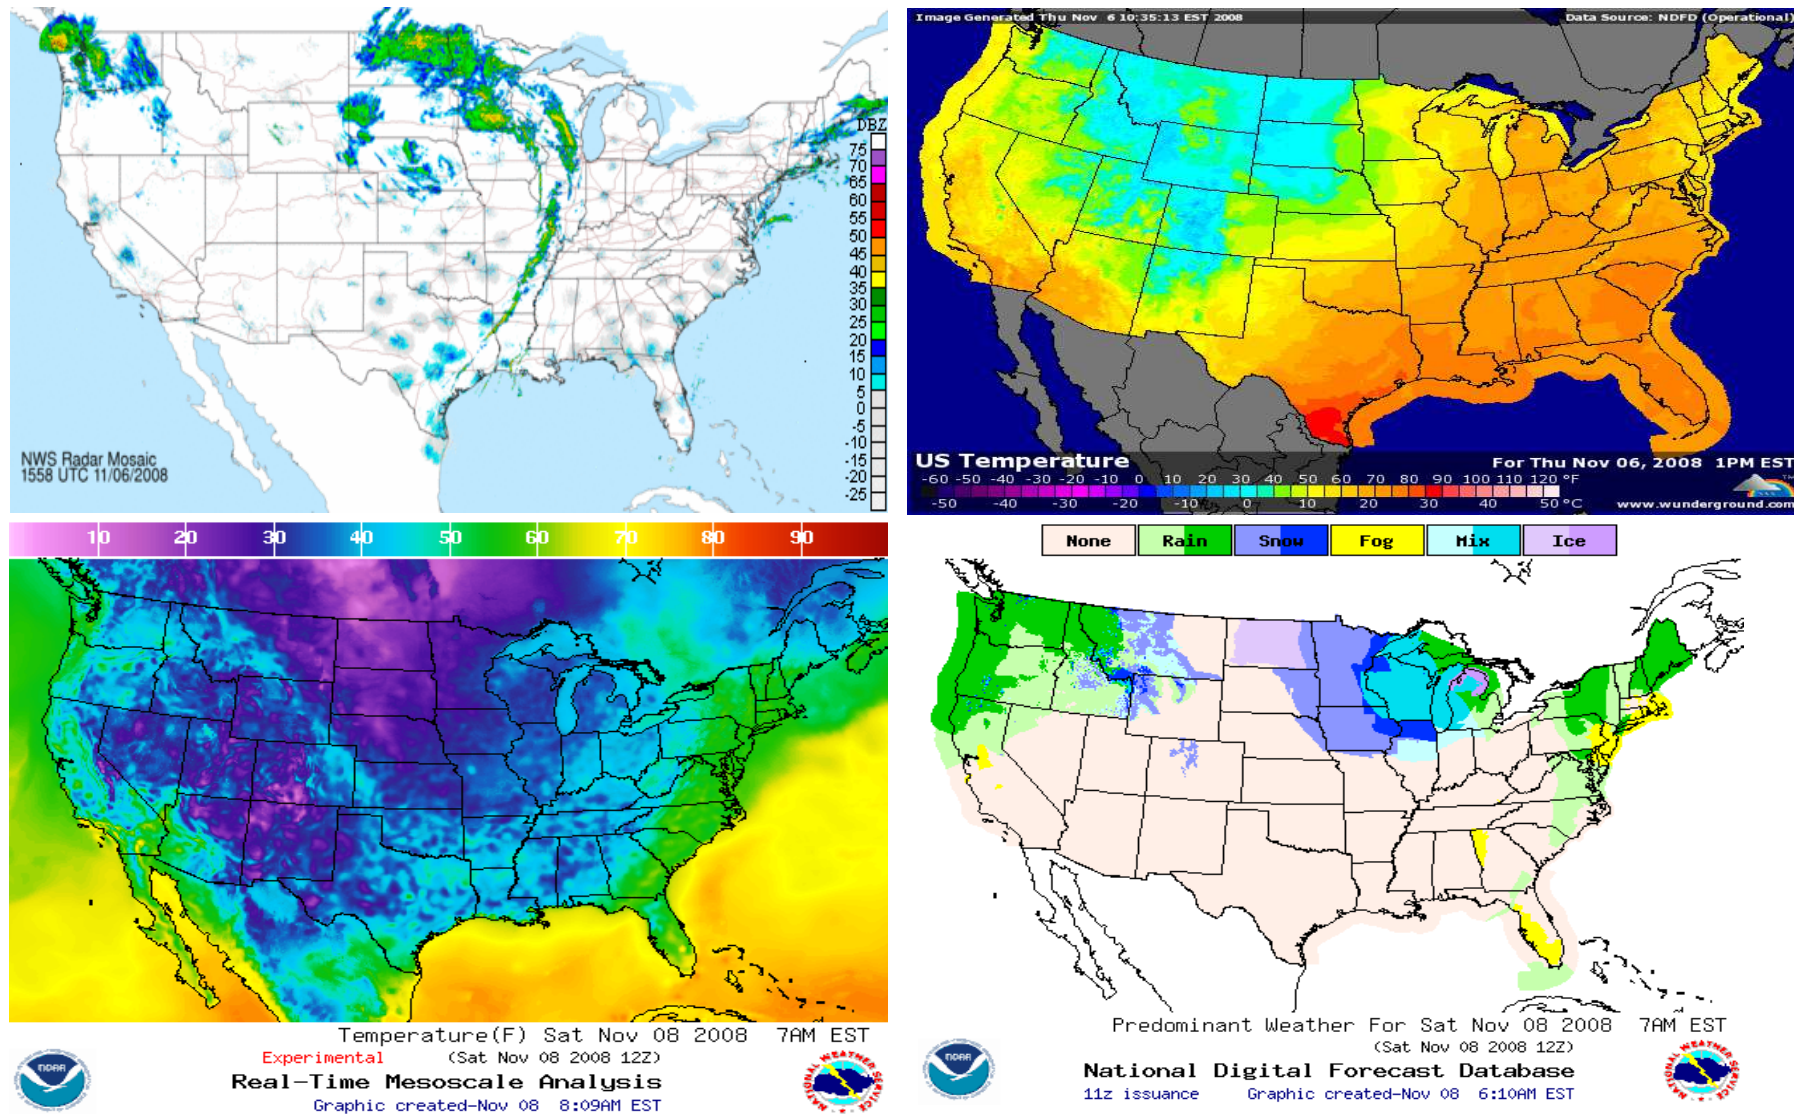 DBZ
75
70
65
60
55
50
45
40
35
30
25
20
15
10
5
0
-5
-10
-15
-20
-25
NWS Radar Mosaic
1558 UTC 11/06/2008
Image Generated Thu Nov 6 10:35:13 EST 2008 Data Source: NDFD (Operational)
US Temperature For Thu Nov 06, 2008 1PM EST
-60 -50 -40 -30 -20 -10 0 10 20 30 40 50 60 70 80 90 100 110 120 °F
-50 -40 -30 -20 -10 0 10 20 30 40 50 °C
www.wunderground.com
10 20 30 40 50 60 70 80 90
Temperature(F) Sat Nov 08 2008 7AM EST
Experimental (Sat Nov 08 2008 12Z)
Real-Time Mesoscale Analysis
Graphic created-Nov 08 8:09AM EST
NOAA
NATIONAL WEATHER SERVICE
None Rain Snow Fog Mix Ice
Predominant Weather For Sat Nov 08 2008 7AM EST
(Sat Nov 08 2008 12Z)
National Digital Forecast Database
11z issuance Graphic created-Nov 08 6:10AM EST
NOAA
NATIONAL WEATHER SERVICE